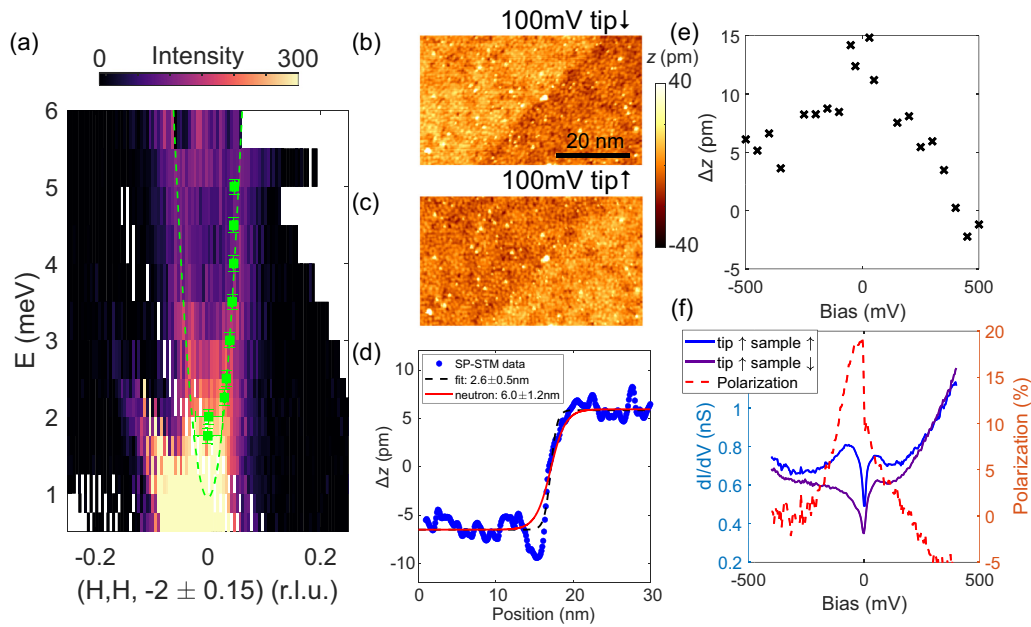 (a)
Intensity
0
300
6
5
4
3
2
1
E (meV)
-0.2
0
0.2
(H,H, -2 ± 0.15) (r.l.u.)
(b)
100mV tip↓
z (pm)
40
-40
20 nm
(c)
100mV tip↑
(d)
SP-STM data
fit: 2.6±0.5nm
neutron: 6.0±1.2nm
10
5
0
-5
-10
Δz (pm)
0
10
20
30
Position (nm)
(e)
15
10
5
0
-5
Δz (pm)
-500
0
500
Bias (mV)
(f)
tip ↑ sample ↑
tip ↑ sample ↓
Polarization
1
0.8
0.6
0.4
0.2
dI/dV (nS)
20
15
10
5
0
-5
Polarization (%)
-500
0
500
Bias (mV)